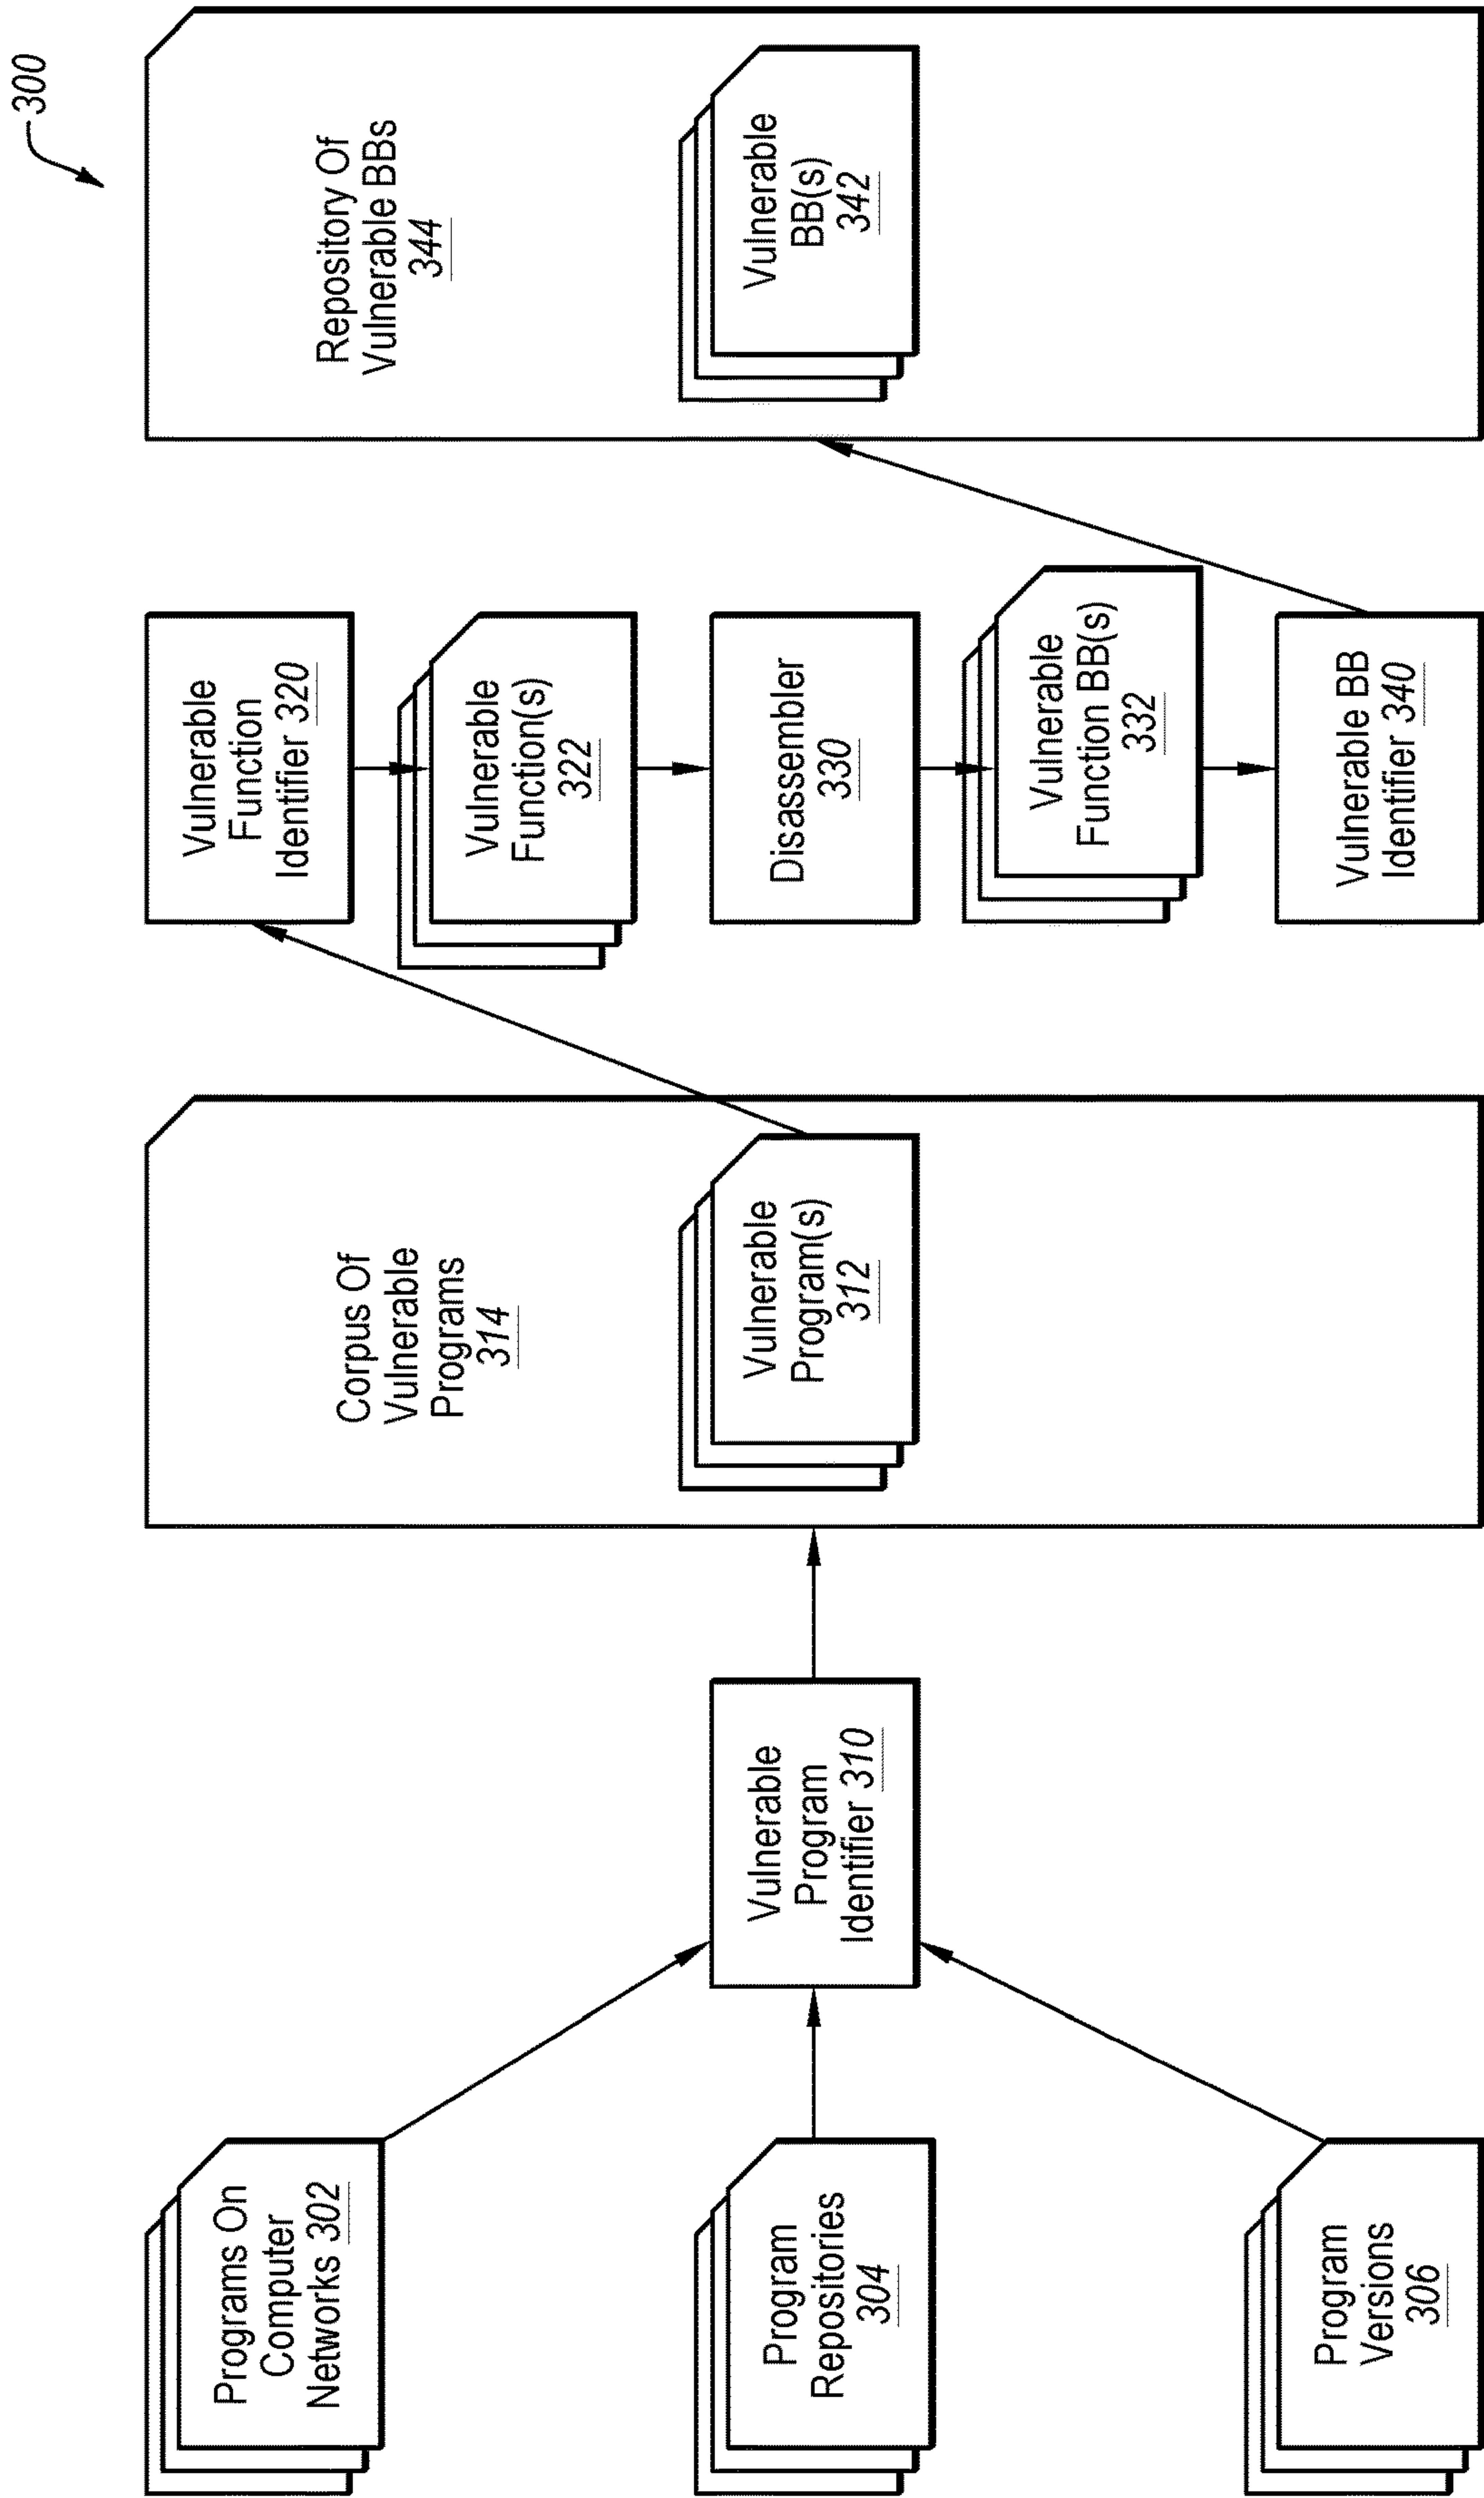 300
Programs On
Computer
Networks 302
Program
Repositories
304
Program
Versions
306
Vulnerable
Program
Identifier 310
Corpus Of
Vulnerable
Programs
314
Vulnerable
Program(s)
312
Vulnerable
Function
Identifier 320
Vulnerable
Function(s)
322
Disassembler
330
Vulnerable
Function BB(s)
332
Vulnerable BB
Identifier 340
Repository Of
Vulnerable BBs
344
Vulnerable
BB(s)
342